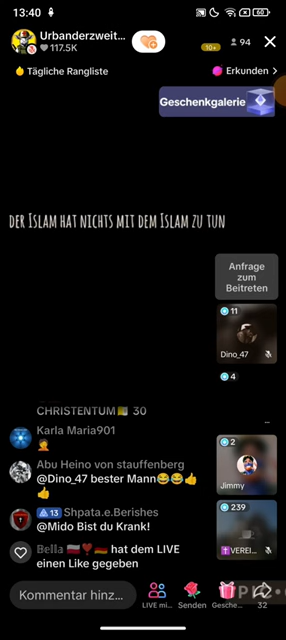 13:40
60
Urbanderzweit...
117.5K
10+
94
Tägliche Rangliste
Erkunden >
Geschenkgalerie
DER ISLAM HAT NICHTS MIT DEM ISLAM ZU TUN
Anfrage
zum
Beitreten
11
Dino_47
4
CHRISTENTUM 30
Karla Maria901
Abu Heino von stauffenberg
@Dino_47 bester Mann😂😂👍
👍
2
Jimmy
13 Shpata.e.Berishes
@Mido Bist du Krank!
239
✝️VEREI...
Bella 🇵🇱❤️🇩🇪 hat dem LIVE
einen Like gegeben
Kommentar hinz...
LIVE mi...
Senden
Gesche...
32